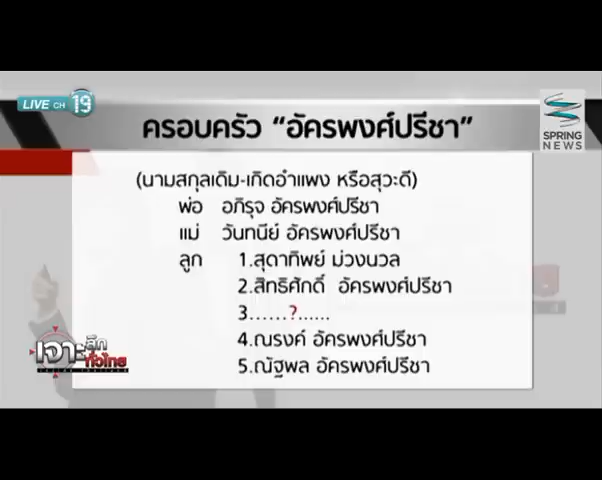 LIVE CH 19
ครอบครัว “อัครพงศ์ปรีชา”
SPRING
NEWS
(นามสกุลเดิม-เกิดอำแพง หรือสุวะดี)
พ่อ อภิรุจ อัครพงศ์ปรีชา
แม่ วันทนีย์ อัครพงศ์ปรีชา
ลูก 1.สุดาทิพย์ ม่วงนวล
2.สิทธิศักดิ์ อัครพงศ์ปรีชา
3......?......
4.ณรงค์ อัครพงศ์ปรีชา
5.ณัฐพล อัครพงศ์ปรีชา
เจาะลึก
ทั่วไทย